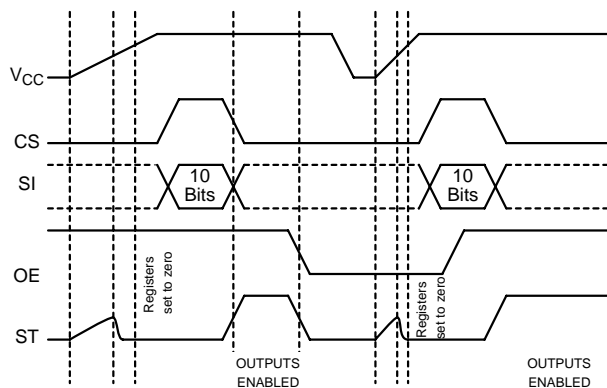 VCC
CS
SI
10
Bits
10
Bits
OE
Registers
set to zero
Registers
set to zero
ST
OUTPUTS
ENABLED
OUTPUTS
ENABLED